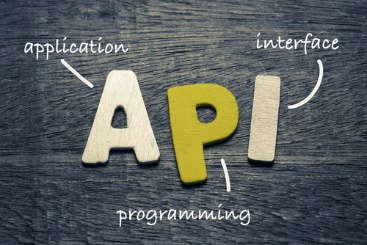 application
interface
API
programming